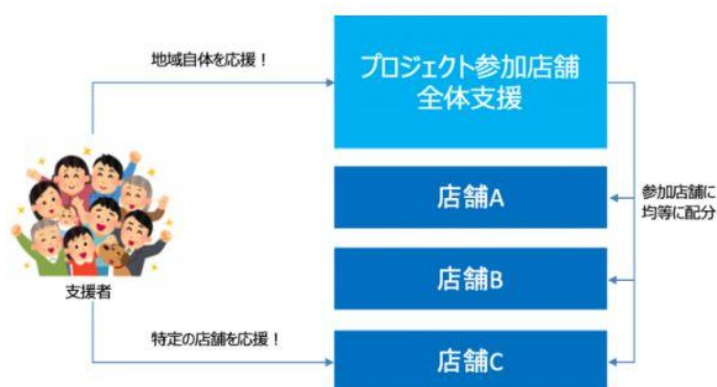 地域自体を応援！
プロジェクト参加店舗
全体支援
店舗A
参加店舗に
均等に配分
店舗B
支援者
特定の店舗を応援！
店舗C